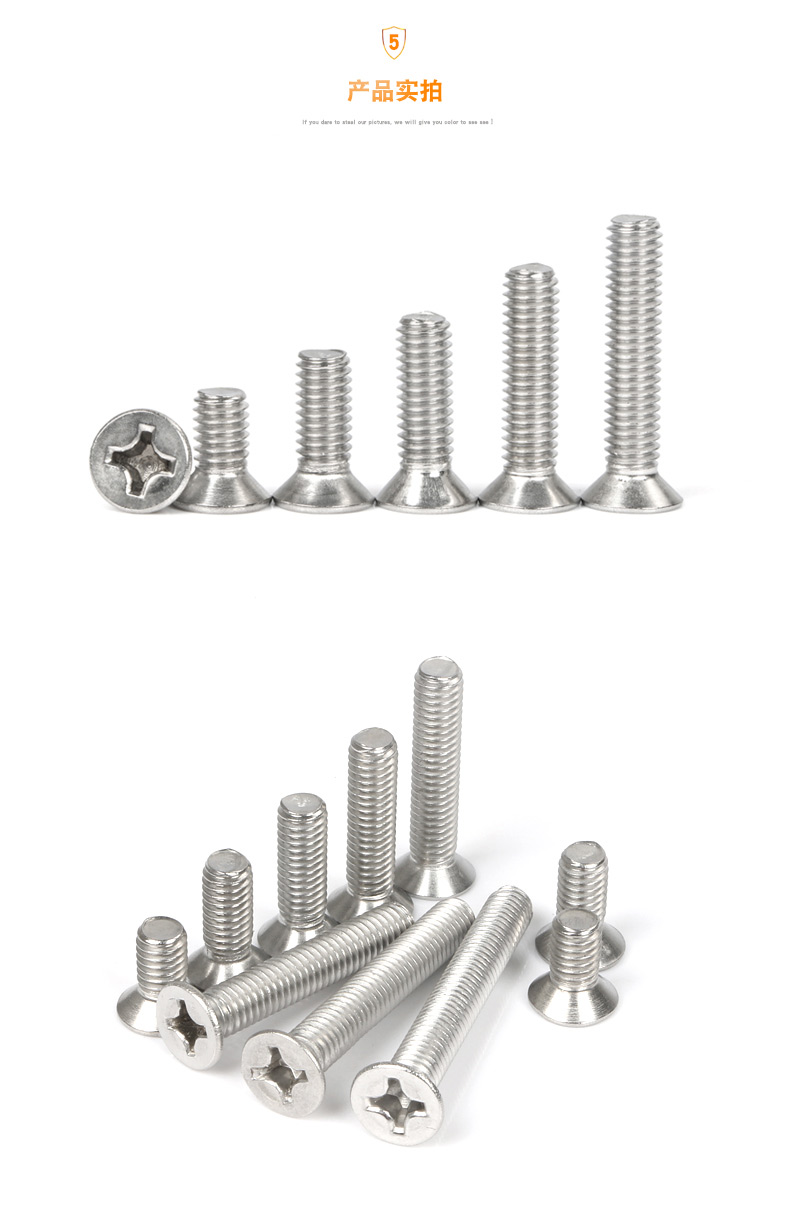 5
产品实拍
If you dare to steal our pictures, we will give you color to see see !